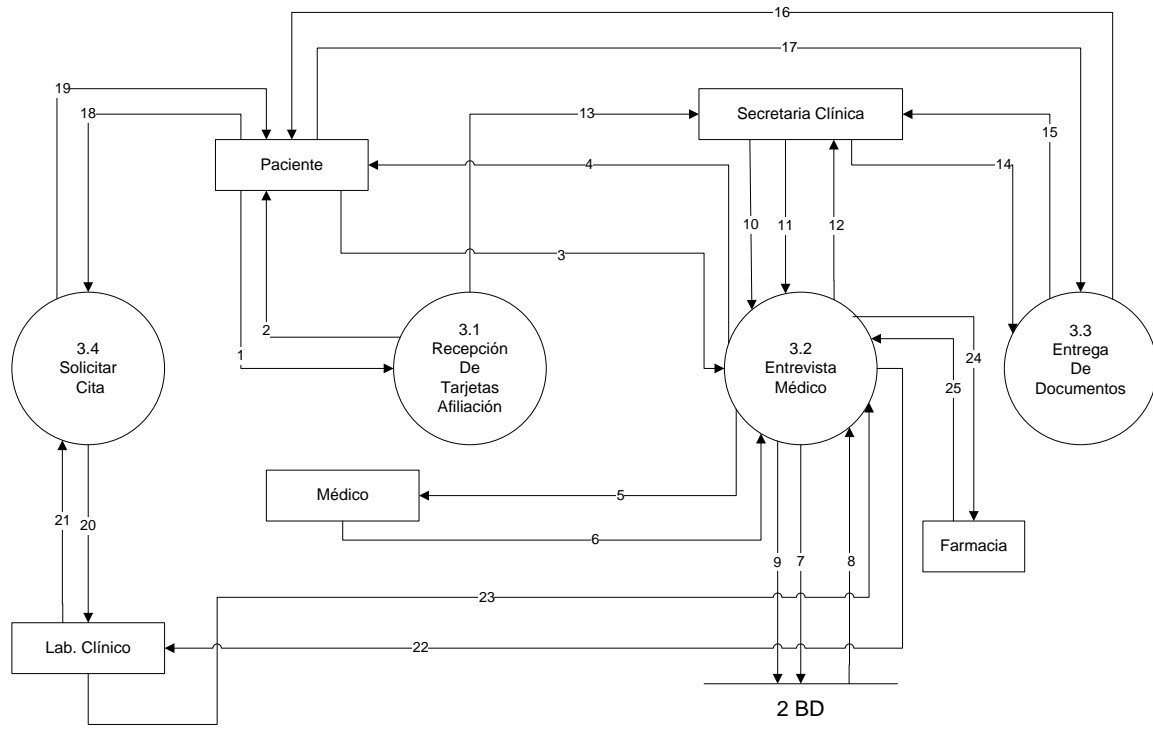 16
17
19
18
13
Secretaria Clínica
15
Paciente
4
14
10
11
12
3
3.4
Solicitar
Cita
2
1
3.1
Recepción
De
Tarjetas
Afiliación
3.2
Entrevista
Médico
24
25
3.3
Entrega
De
Documentos
Médico
5
6
21
20
Farmacia
9
7
8
23
Lab. Clínico
22
2 BD